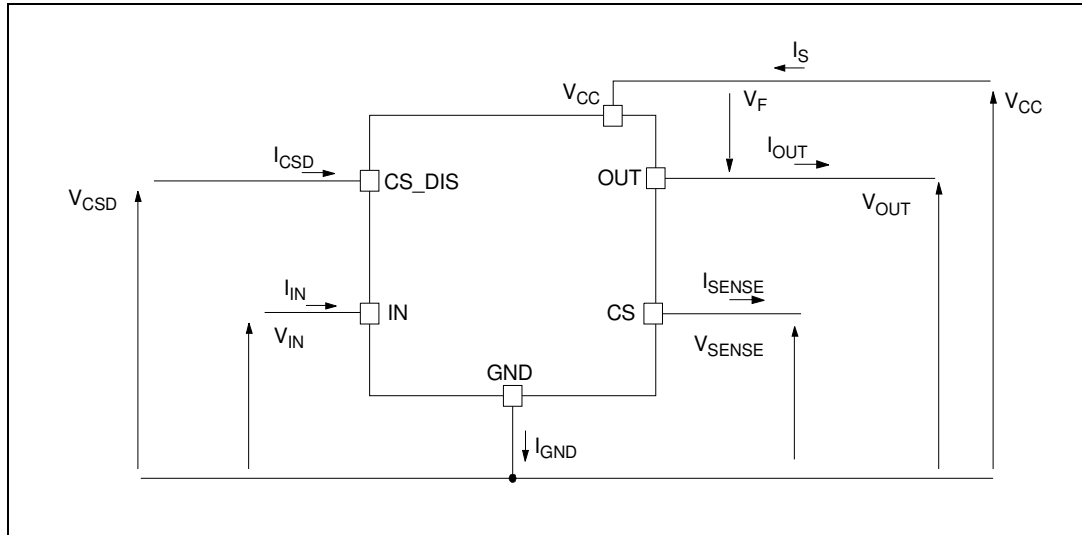 I_S
V_CC
V_F
V_CC
I_OUT
I_CSD
CS_DIS
OUT
V_CSD
V_OUT
I_IN
I_SENSE
IN
CS
V_IN
V_SENSE
GND
I_GND